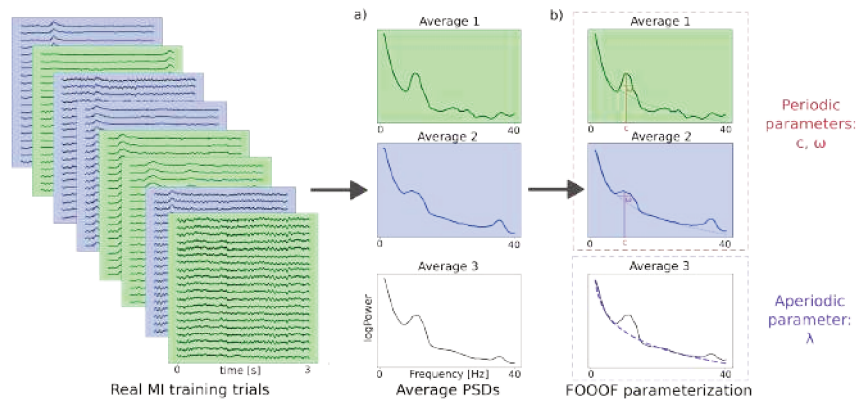 a)
b)
Average 1
Average 1
0
40
0
40
Periodic
parameters:
c, ω
c
Average 2
Average 2
0
40
0
40
c
Average 3
Average 3
logPower
Aperiodic
parameter:
λ
0
time [s]
3
0
Frequency [Hz]
40
0
40
Real MI training trials
Average PSDs
FOOOF parameterization